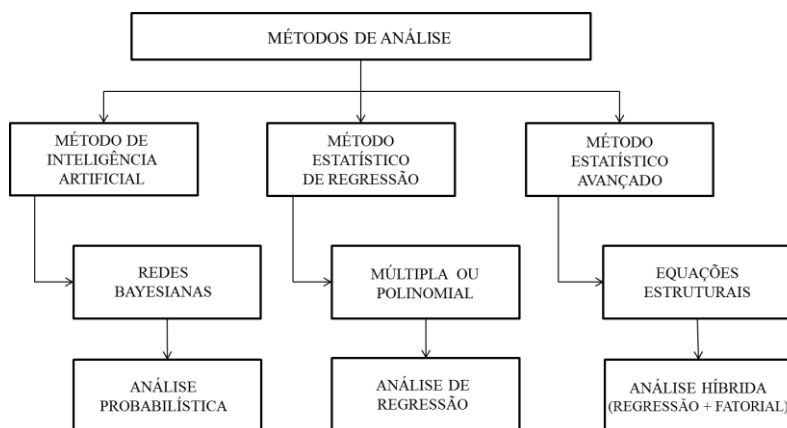 MÉTODOS DE ANÁLISE
MÉTODO DE
INTELIGÊNCIA
ARTIFICIAL
MÉTODO
ESTATÍSTICO
DE REGRESSÃO
MÉTODO
ESTATÍSTICO
AVANÇADO
REDES
BAYESIANAS
MÚLTIPLA OU
POLINOMIAL
EQUAÇÕES
ESTRUTURAIS
ANÁLISE
PROBABILÍSTICA
ANÁLISE DE
REGRESSÃO
ANÁLISE HÍBRIDA
(REGRESSÃO + FATORIAL)